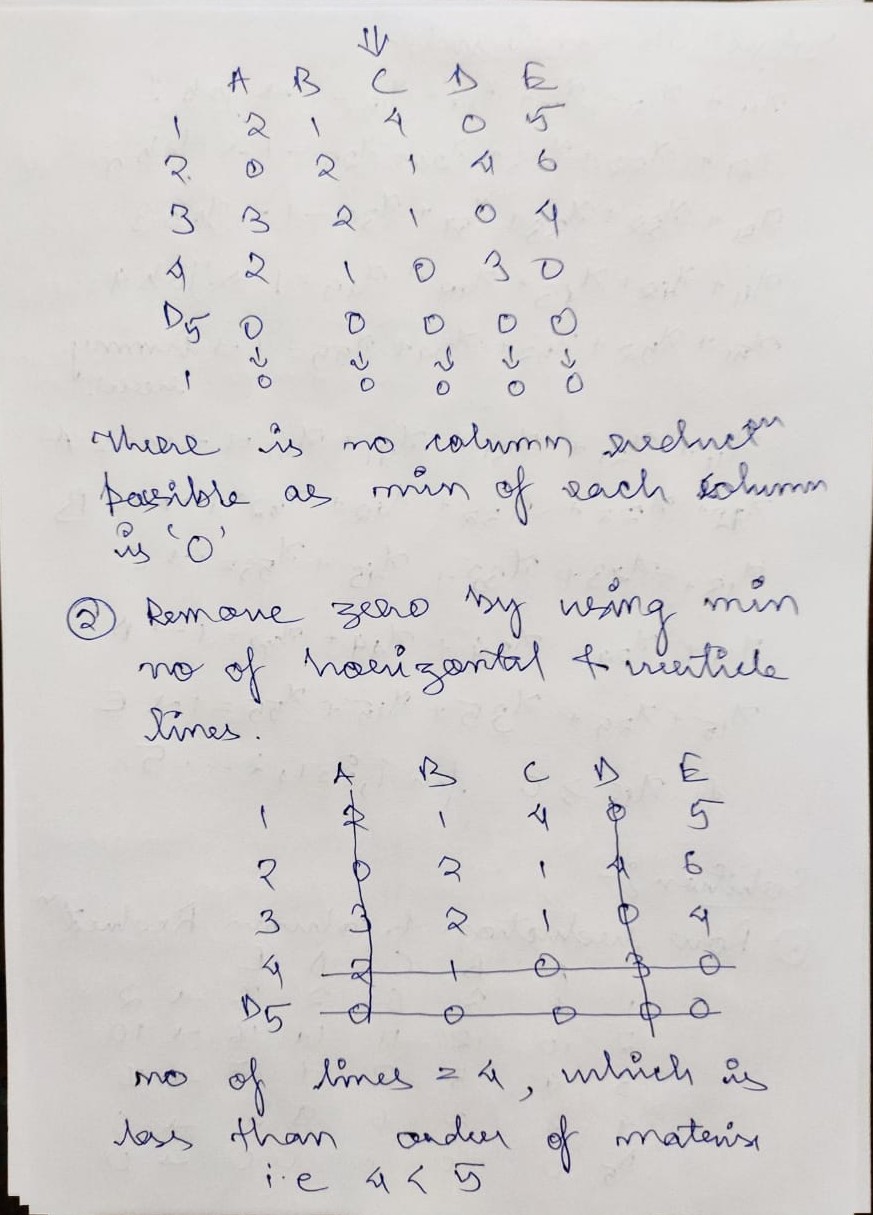 ⇓
A B C D E
1 2 1 4 0 5
2 0 2 1 4 6
3 3 2 1 0 4
4 2 1 0 3 0
D5 0 0 0 0 0
↓ ↓ ↓ ↓ ↓
1 0 0 0 0 0
There is no column reductn
possible as min of each column
is '0'
② Remove zero by using min
no of horizontal & verticle
lines.
A B C D E
1 2 1 4 0 5
2 0 2 1 4 6
3 3 2 1 0 4
4 2 1 0 3 0
D5 0 0 0 0 0
no of lines = 4, which is
less than order of matrix
i.e 4 < 5